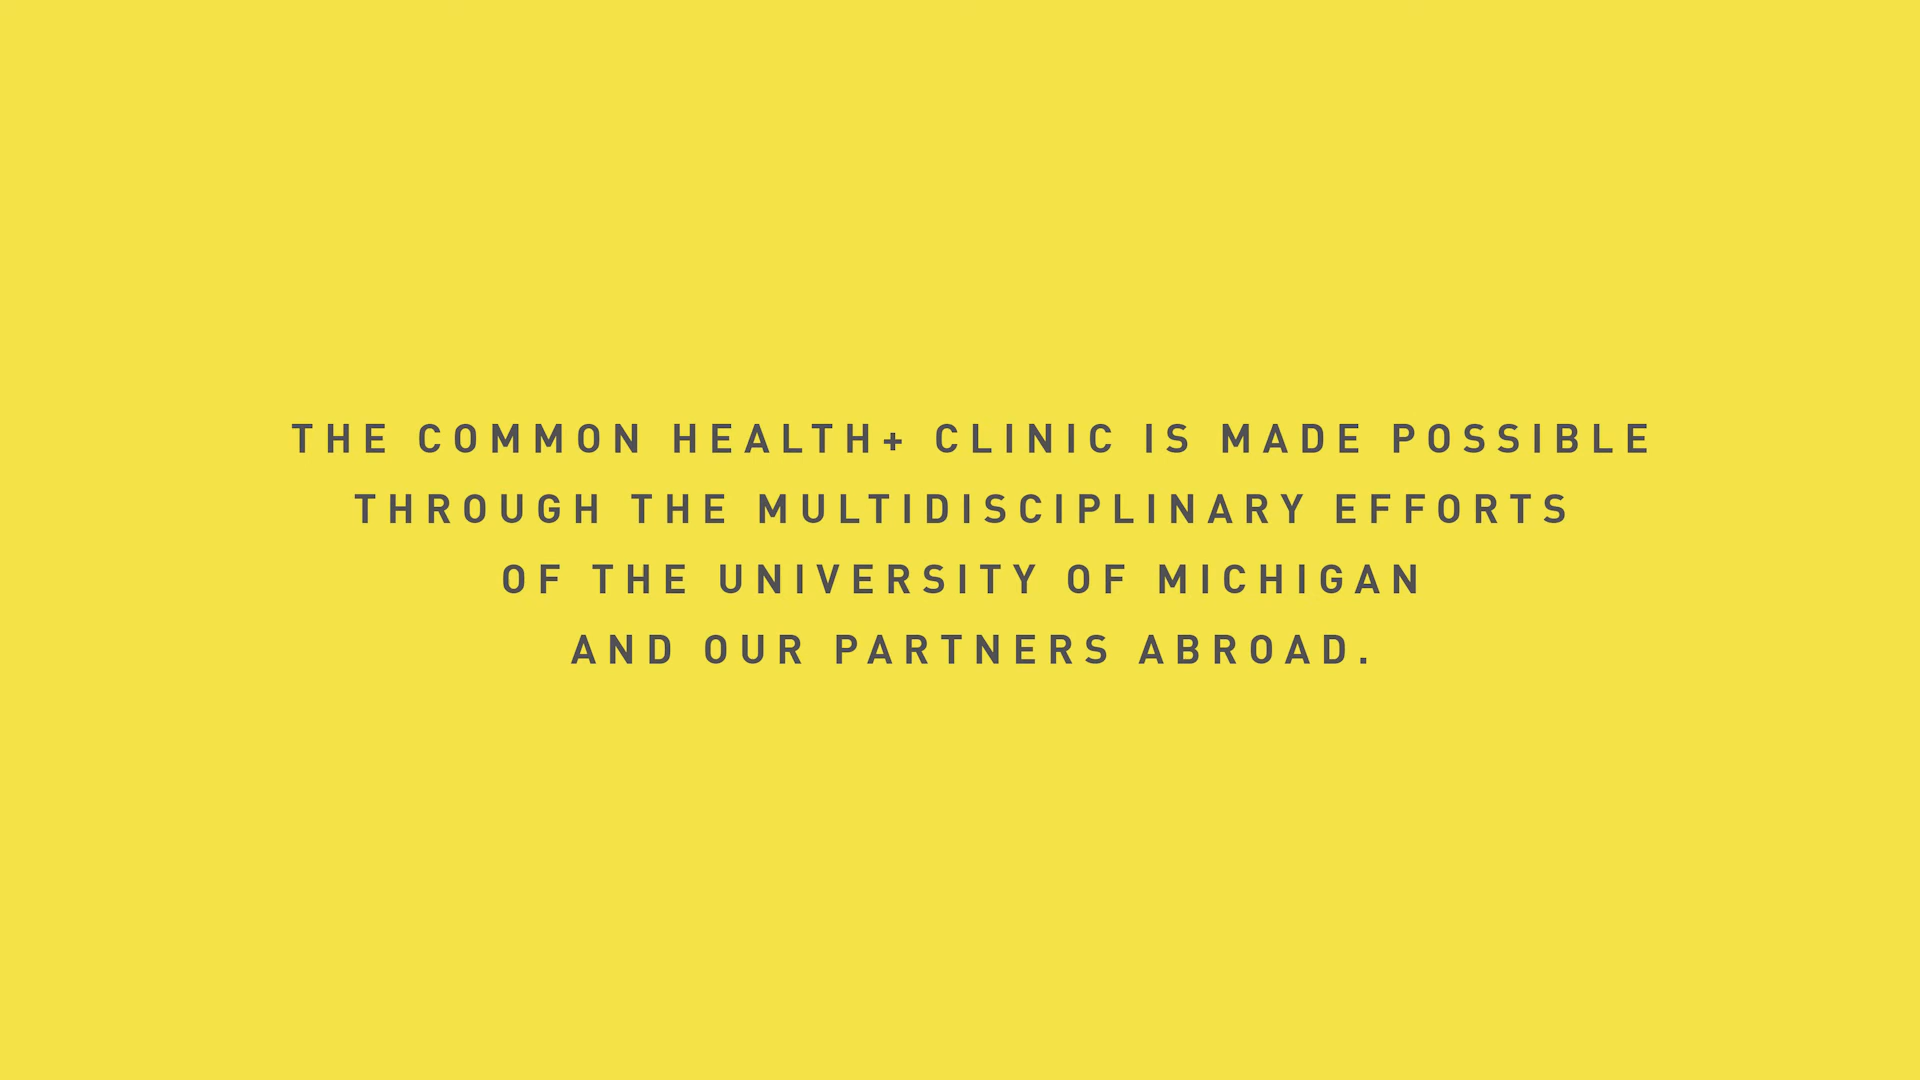 THE COMMON HEALTH+ CLINIC IS MADE POSSIBLE
THROUGH THE MULTIDISCIPLINARY EFFORTS
OF THE UNIVERSITY OF MICHIGAN
AND OUR PARTNERS ABROAD.